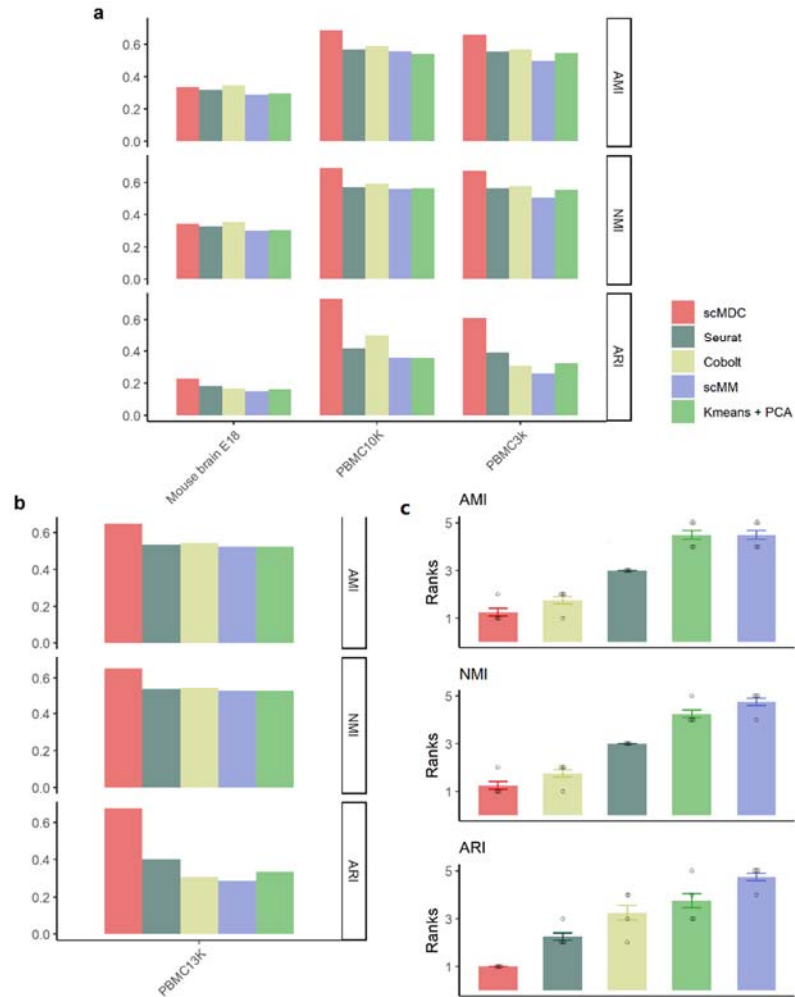 a
0.6
0.4
0.2
0.0
AMI
0.6
0.4
0.2
0.0
NMI
0.6
0.4
0.2
0.0
ARI
Mouse brain E18
PBMC10K
PBMC3k
scMDC
Seurat
Cobolt
scMM
Kmeans + PCA
b
0.6
0.4
0.2
0.0
AMI
0.6
0.4
0.2
0.0
NMI
0.6
0.4
0.2
0.0
ARI
PBMC13K
c
AMI
Ranks
5
3
1
NMI
Ranks
5
3
1
ARI
Ranks
5
3
1